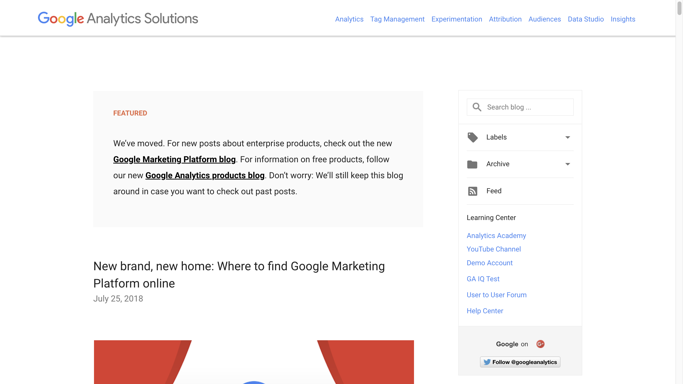 Google Analytics Solutions
Analytics Tag Management Experimentation Attribution Audiences Data Studio Insights
FEATURED
We've moved. For new posts about enterprise products, check out the new
Google Marketing Platform blog. For information on free products, follow
our new Google Analytics products blog. Don't worry: We'll still keep this blog
around in case you want to check out past posts.
New brand, new home: Where to find Google Marketing
Platform online
July 25, 2018
Search blog ...
Labels
Archive
Feed
Learning Center
Analytics Academy
YouTube Channel
Demo Account
GA IQ Test
User to User Forum
Help Center
Google on
Follow @googleanalytics